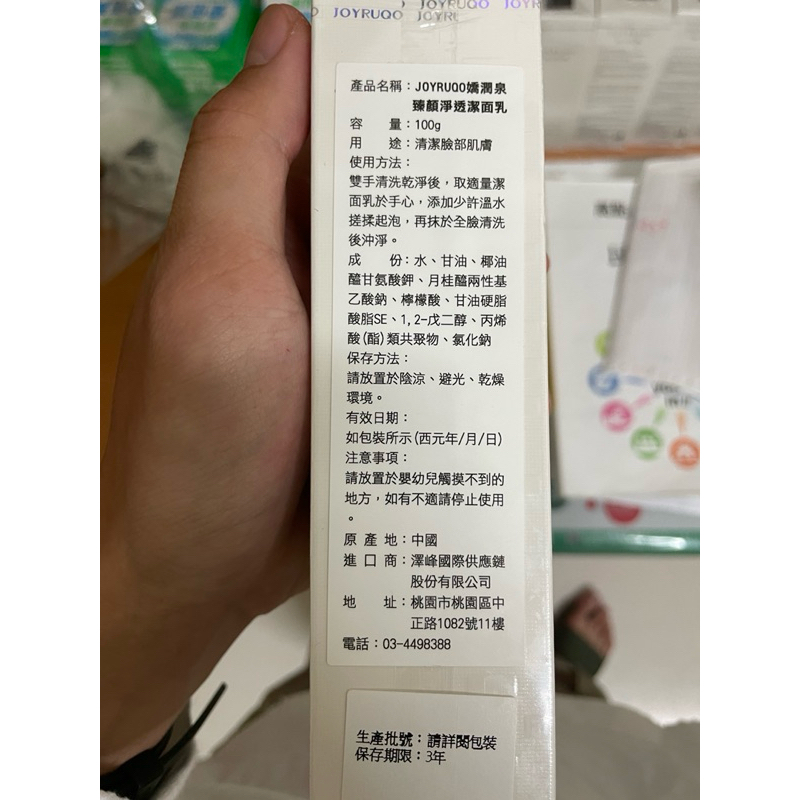 JOYRUQO JOYRUQO JOYR
產品名稱：JOYRUQO嬌潤泉
臻顏淨透潔面乳
容　　量：100g
用　　途：清潔臉部肌膚
使用方法：
雙手清洗乾淨後，取適量潔
面乳於手心，添加少許溫水
搓揉起泡，再抹於全臉清洗
後沖淨。
成　　份：水、甘油、椰油
醯甘氨酸鉀、月桂醯兩性基
乙酸鈉、檸檬酸、甘油硬脂
酸脂SE、1,2-戊二醇、丙烯
酸(酯)類共聚物、氯化鈉
保存方法：
請放置於陰涼、避光、乾燥
環境。
有效日期：
如包裝所示(西元年/月/日)
注意事項：
請放置於嬰幼兒觸摸不到的
地方，如有不適請停止使用
。
原 產 地：中國
進 口 商：澤峰國際供應鏈
股份有限公司
地　　址：桃園市桃園區中
正路1082號11樓
電話：03-4498388
生產批號：請詳閱包裝
保存期限：3年